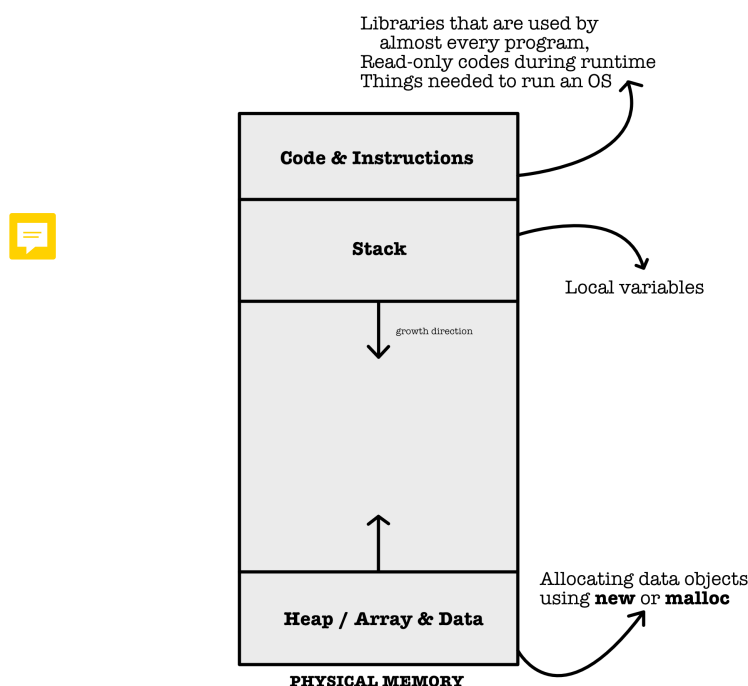 Libraries that are used by
almost every program,
Read-only codes during runtime
Things needed to run an OS
Code & Instructions
Stack
Local variables
growth direction
Allocating data objects
using new or malloc
Heap / Array & Data
PHYSICAL MEMORY